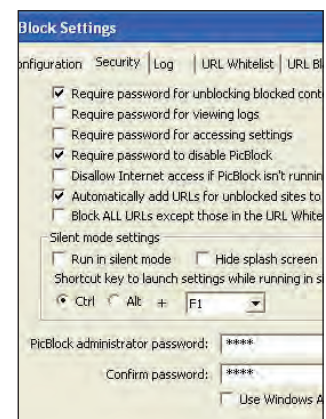 Block Settings
onfiguration Security Log URL Whitelist URL Bl
Require password for unblocking blocked cont
Require password for viewing logs
Require password for accessing settings
Require password to disable PicBlock
Disallow Internet access if PicBlock isn't runnin
Automatically add URLs for unblocked sites to
Block ALL URLs except those in the URL White
Silent mode settings
Run in silent mode Hide splash screen
Shortcut key to launch settings while running in s
Ctrl Alt + F1
PicBlock administrator password: ****
Confirm password: ****
Use Windows A